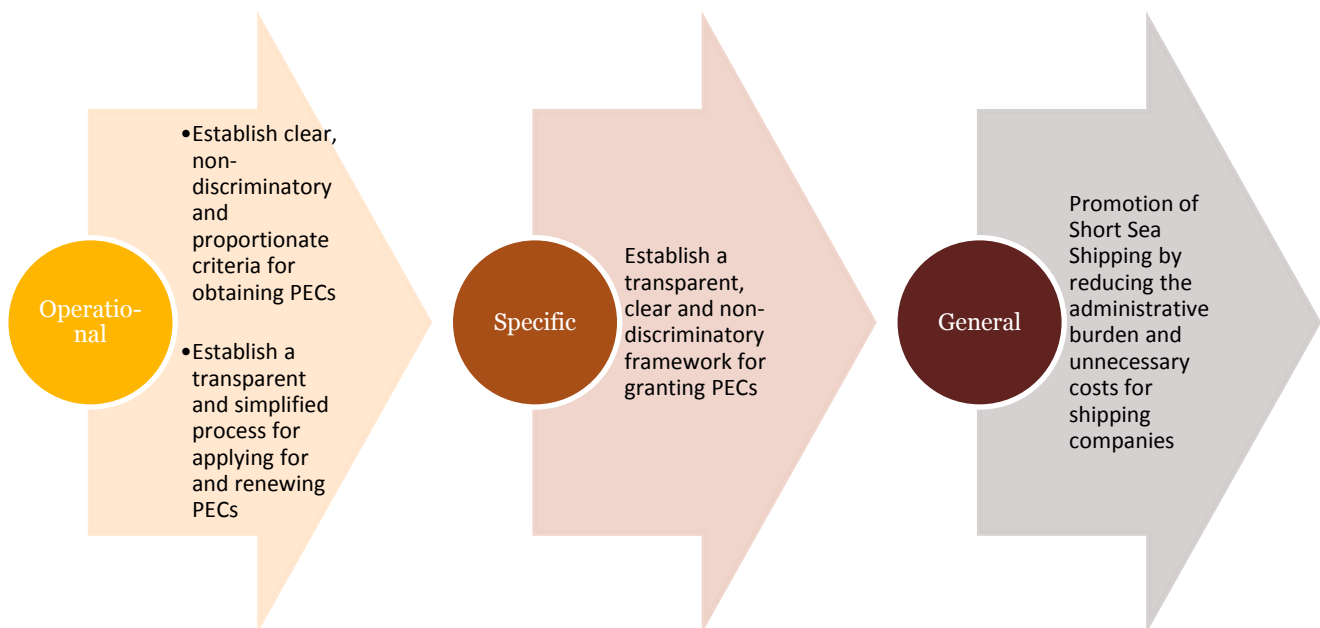 Operatio-
nal
•Establish clear,
non-
discriminatory
and
proportionate
criteria for
obtaining PECs
•Establish a
transparent
and simplified
process for
applying for
and renewing
PECs
Specific
Establish a
transparent,
clear and non-
discriminatory
framework for
granting PECs
General
Promotion of
Short Sea
Shipping by
reducing the
administrative
burden and
unnecessary
costs for
shipping
companies